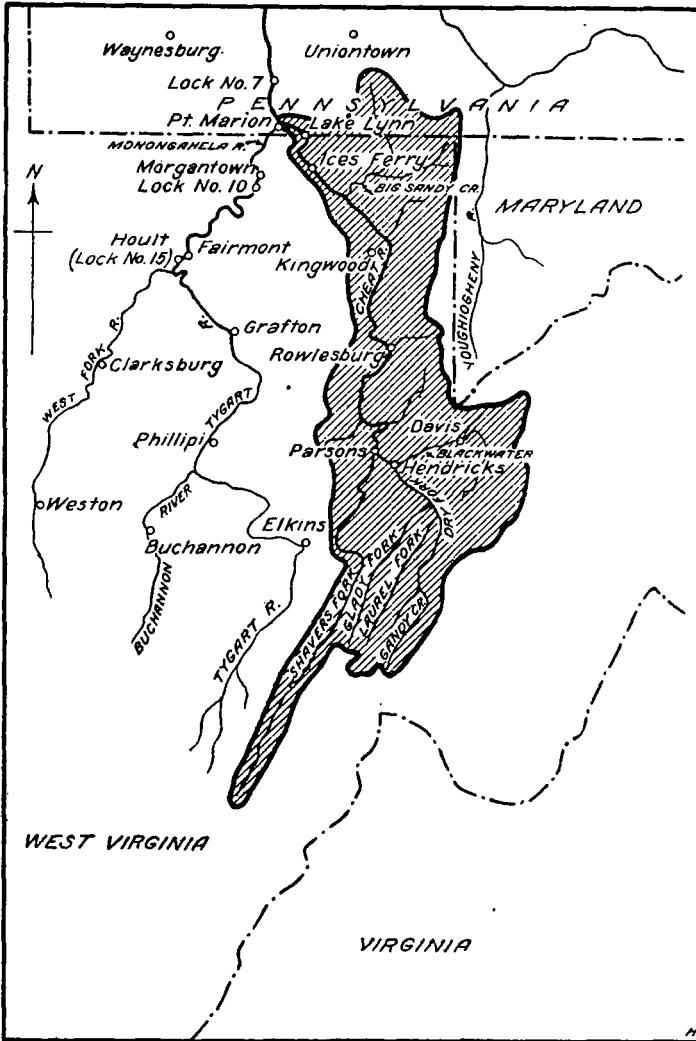 Waynesburg
Uniontown
Lock No. 7
PENNSYLVANIA
Pt. Marion
Lake Lynn
MONONGAHELA R.
N
Ices Ferry
Morgantown
Lock No. 10
BIG SANDY CR.
MARYLAND
Hoult
(Lock No. 15)
Fairmont
Kingwood
CHEAT R.
YOUGHIOGHENY R.
R.
Grafton
Rowlesburg
WEST FORK R.
Clarksburg
TYGART
Davis
Phillipi
Parsons
BLACKWATER
Hendricks
DRY FORK
Weston
RIVER
Elkins
Buchannon
BUCHANNON
SHAVERS FORK
GLADY FORK
LAUREL FORK
GANDY CR.
TYGART R.
WEST VIRGINIA
VIRGINIA